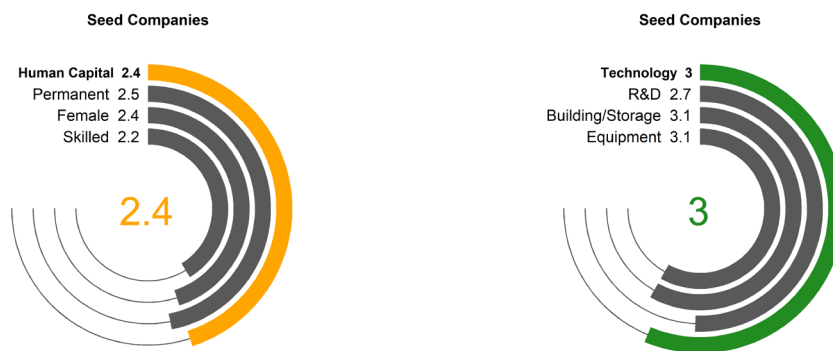 Seed Companies
Human Capital 2.4
Permanent 2.5
Female 2.4
Skilled 2.2
2.4
Seed Companies
Technology 3
R&D 2.7
Building/Storage 3.1
Equipment 3.1
3